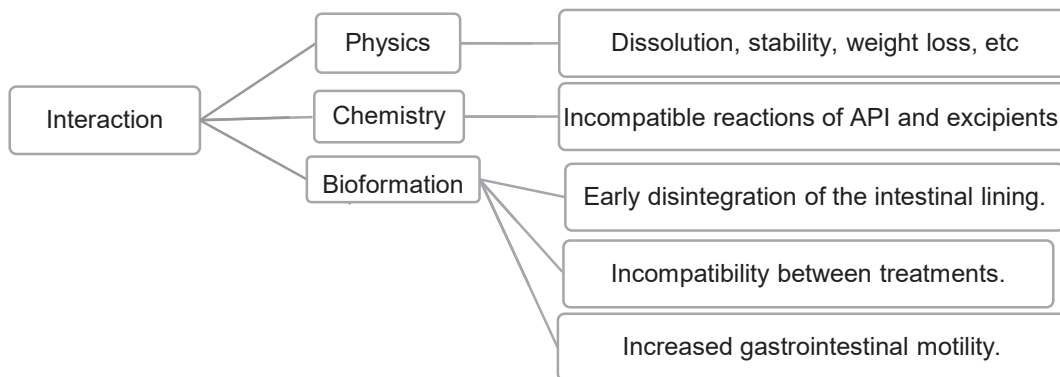 Interaction
Physics
Dissolution, stability, weight loss, etc
Chemistry
Incompatible reactions of API and excipients
Bioformation
Early disintegration of the intestinal lining.
Incompatibility between treatments.
Increased gastrointestinal motility.